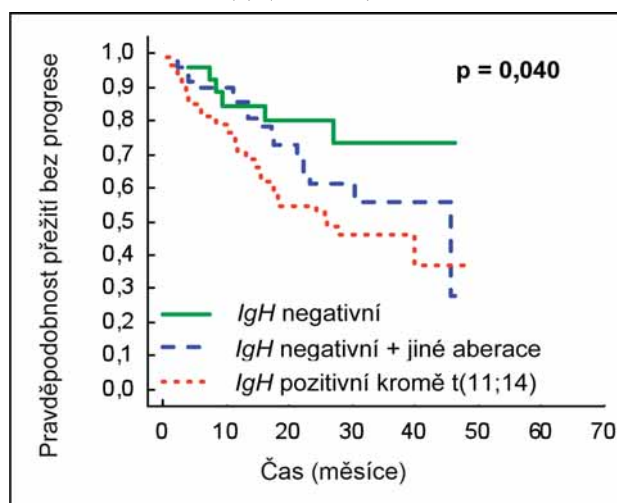 1,0
0,9
0,8
0,7
0,6
0,5
0,4
0,3
0,2
0,1
0,0
Pravděpodobnost přežití bez progrese
p = 0,040
IgH negativní
IgH negativní + jiné aberace
IgH pozitivní kromě t(11;14)
0 10 20 30 40 50 60 70
Čas (měsíce)